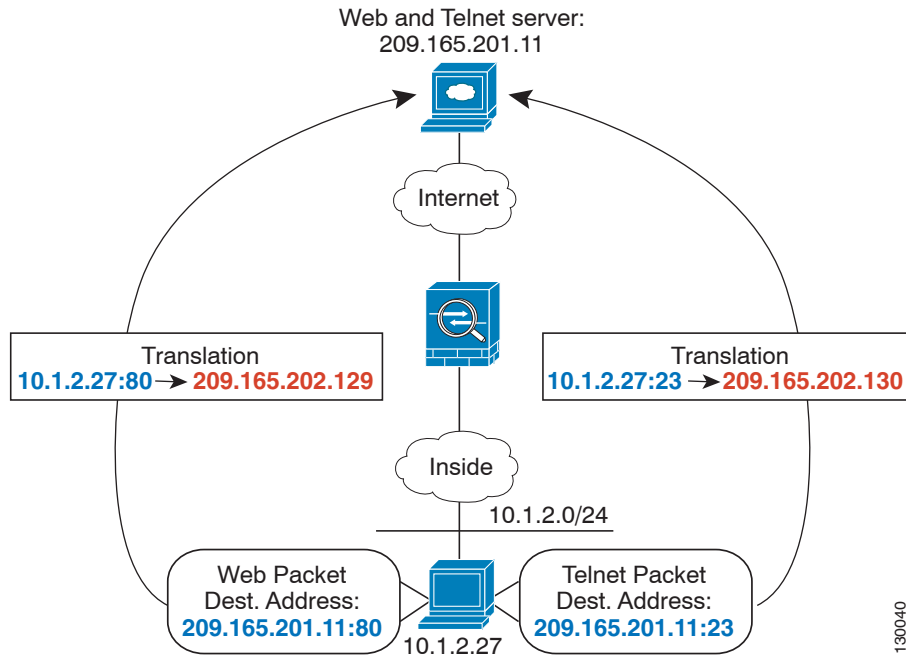 Web and Telnet server:
209.165.201.11
Internet
Translation
10.1.2.27:80 → 209.165.202.129
Translation
10.1.2.27:23 → 209.165.202.130
Inside
10.1.2.0/24
Web Packet
Dest. Address:
209.165.201.11:80
Telnet Packet
Dest. Address:
209.165.201.11:23
10.1.2.27
130040